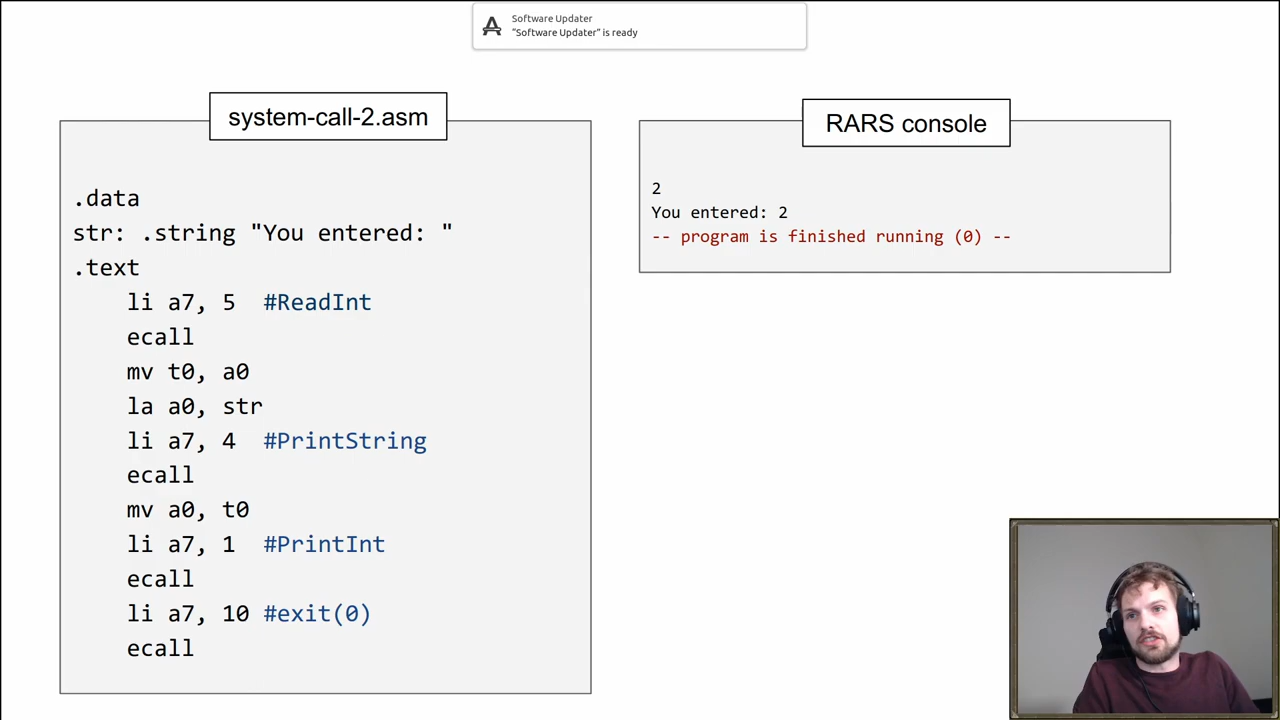 Software Updater
“Software Updater” is ready
system-call-2.asm
.data
str: .string "You entered: "
.text
li a7, 5  #ReadInt
ecall
mv t0, a0
la a0, str
li a7, 4  #PrintString
ecall
mv a0, t0
li a7, 1  #PrintInt
ecall
li a7, 10 #exit(0)
ecall
RARS console
2
You entered: 2
-- program is finished running (0) --